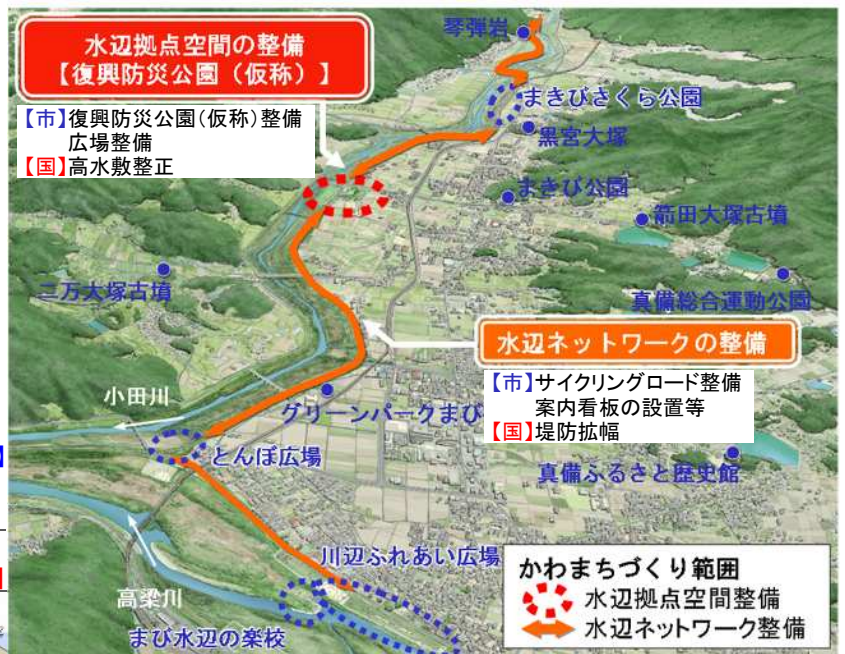 水辺拠点空間の整備
【復興防災公園（仮称）】
【市】復興防災公園（仮称）整備
広場整備
【国】高水敷整正
琴弾岩
まきびさくら公園
黒宮大塚
まきび公園
箭田大塚古墳
二万大塚古墳
真備総合運動公園
水辺ネットワークの整備
【市】サイクリングロード整備
案内看板の設置等
【国】堤防拡幅
小田川
グリーンパークまび
とんぼ広場
真備ふるさと歴史館
川辺ふれあい広場
高梁川
まび水辺の楽校
かわまちづくり範囲
水辺拠点空間整備
水辺ネットワーク整備